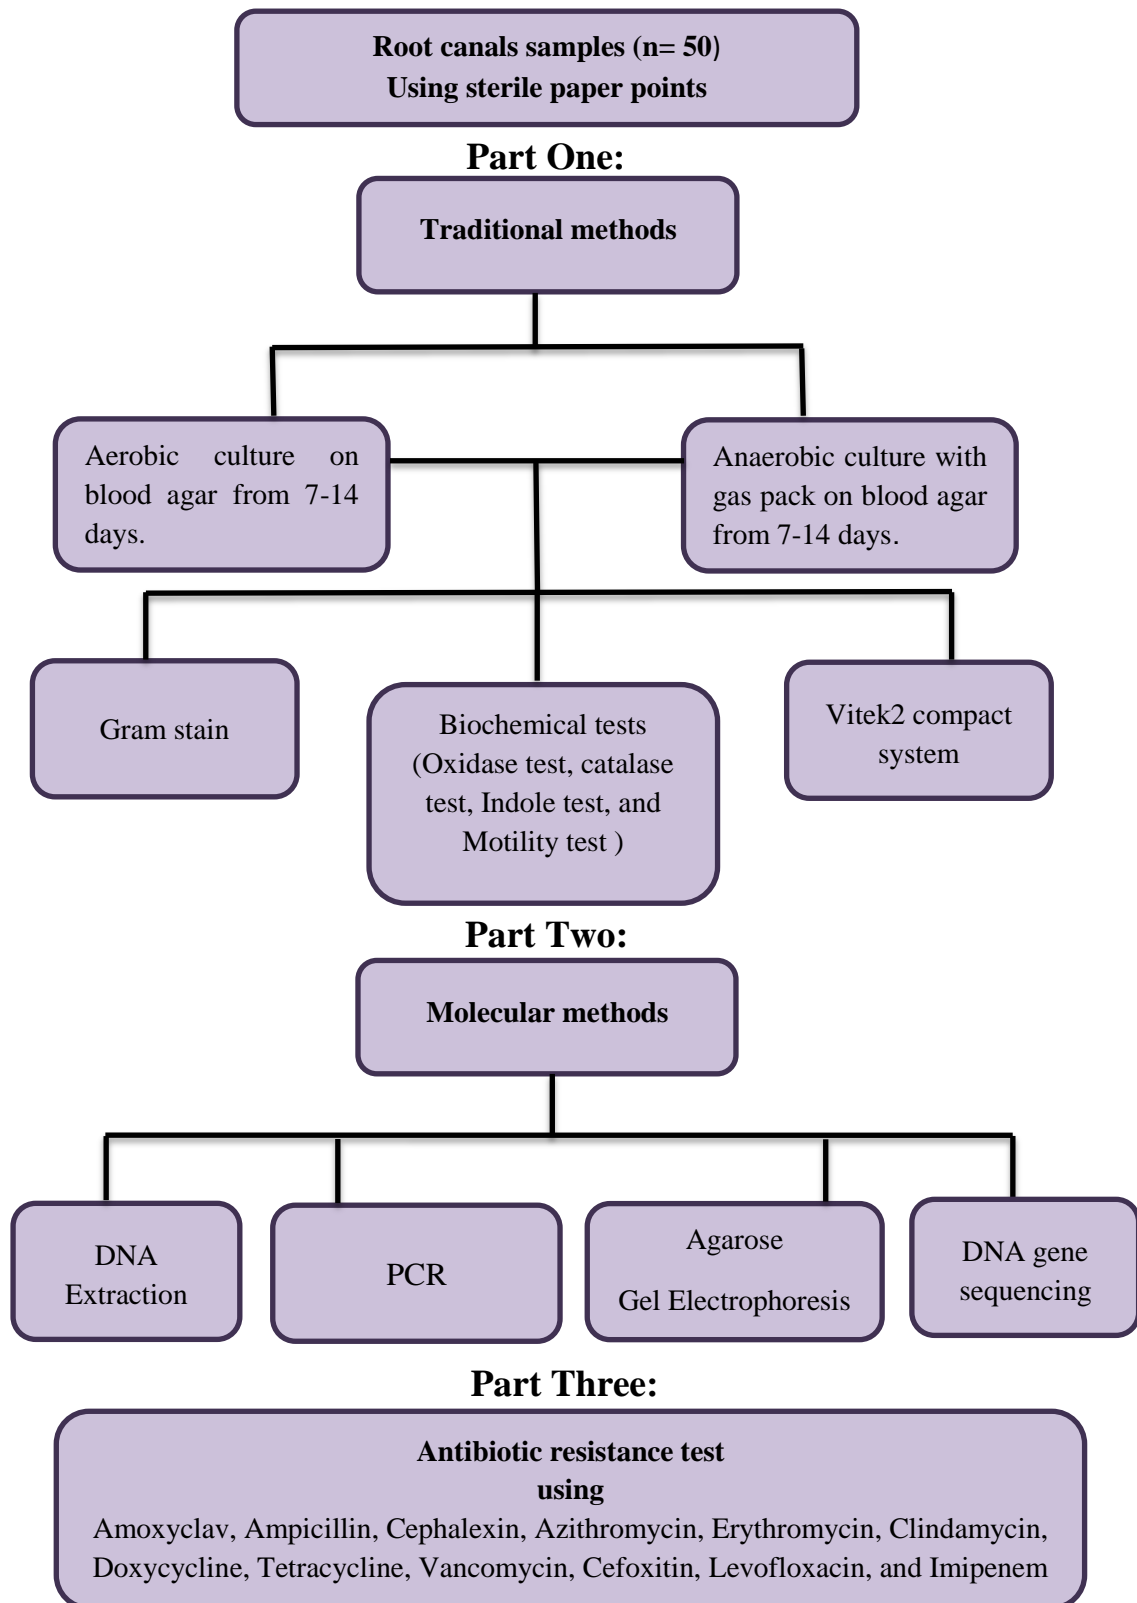 Root canals samples (n= 50)
Using sterile paper points
Part One:
Traditional methods
Aerobic culture on
blood agar from 7-14
days.
Anaerobic culture with
gas pack on blood agar
from 7-14 days.
Gram stain
Biochemical tests
(Oxidase test, catalase
test, Indole test, and
Motility test )
Vitek2 compact
system
Part Two:
Molecular methods
DNA
Extraction
PCR
Agarose
Gel Electrophoresis
DNA gene
sequencing
Part Three:
Antibiotic resistance test
using
Amoxyclav, Ampicillin, Cephalexin, Azithromycin, Erythromycin, Clindamycin,
Doxycycline, Tetracycline, Vancomycin, Cefoxitin, Levofloxacin, and Imipenem